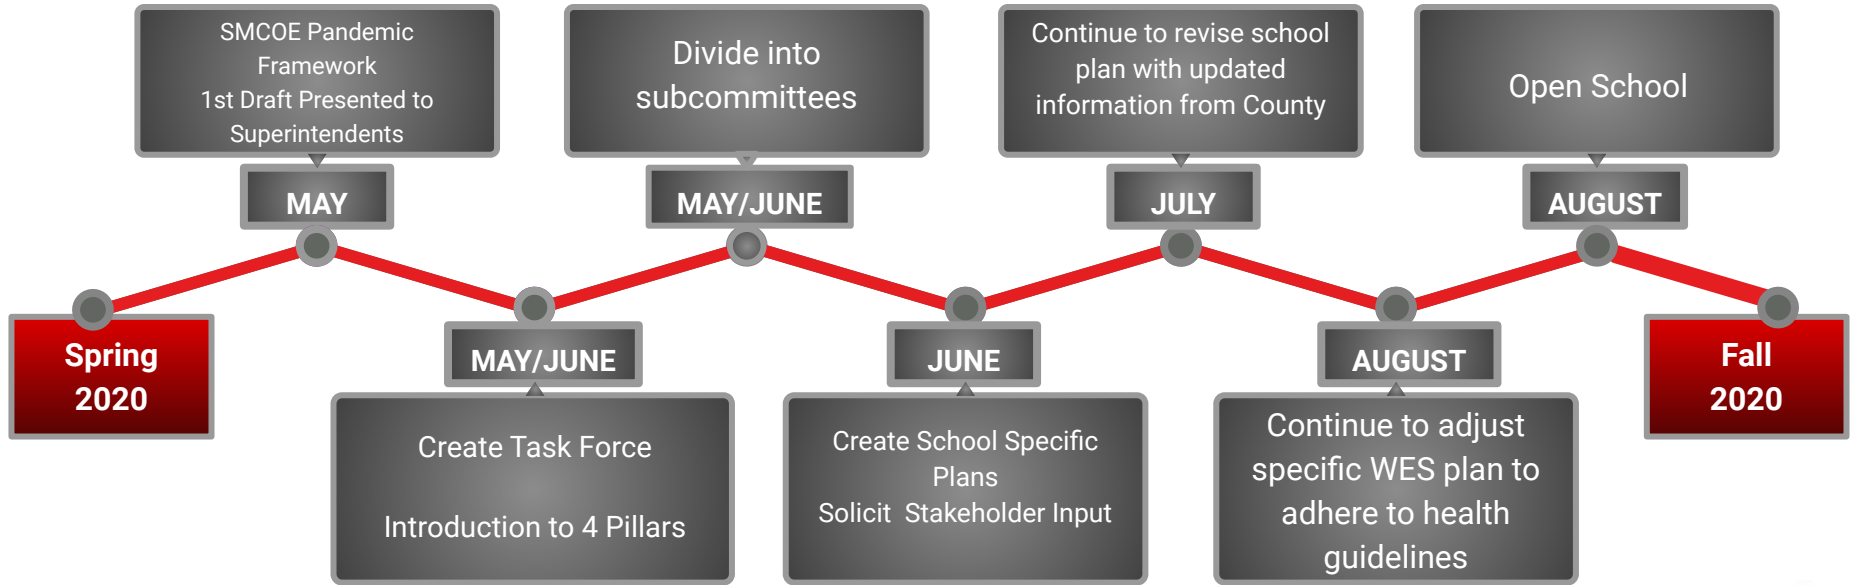 Spring
2020
SMCOE Pandemic
Framework
1st Draft Presented to
Superintendents
MAY
MAY/JUNE
Create Task Force
Introduction to 4 Pillars
Divide into
subcommittees
MAY/JUNE
JUNE
Create School Specific
Plans
Solicit Stakeholder Input
Continue to revise school
plan with updated
information from County
JULY
AUGUST
Continue to adjust
specific WES plan to
adhere to health
guidelines
Open School
AUGUST
Fall
2020